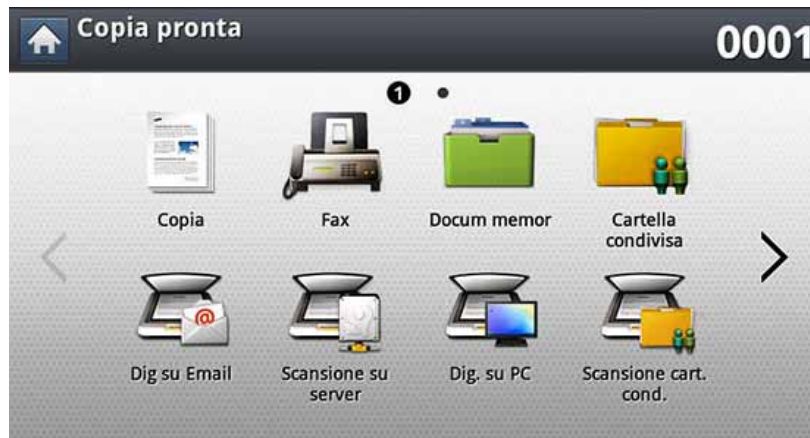 Copia pronta
0001
1
Copia
Fax
Docum memor
Cartella
condivisa
@
Dig su Email
Scansione su
server
Dig. su PC
Scansione cart.
cond.